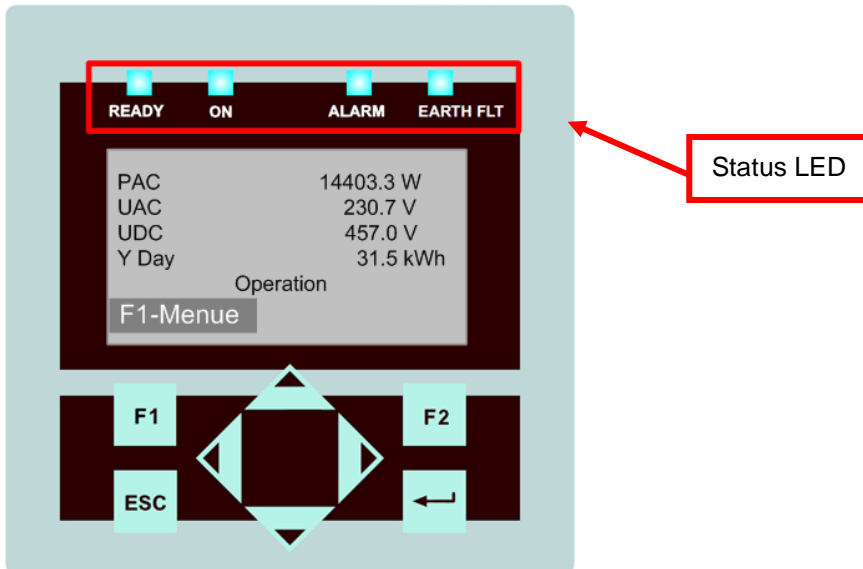 READY ON ALARM EARTH FLT
Status LED
PAC 14403.3 W
UAC 230.7 V
UDC 457.0 V
Y Day 31.5 kWh
Operation
F1-Menue
F1 F2
ESC